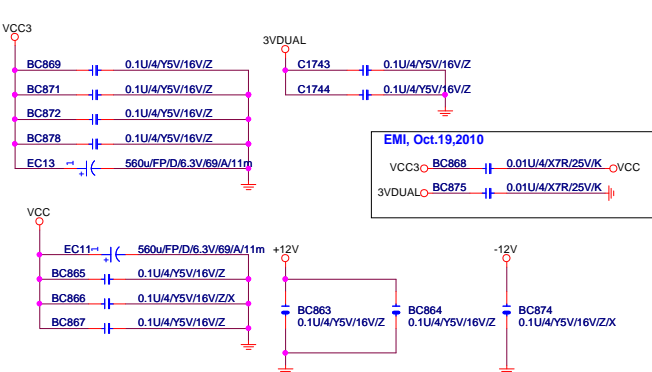 VCC3
BC869 0.1U/4/Y5V/16V/Z
BC871 0.1U/4/Y5V/16V/Z
BC872 0.1U/4/Y5V/16V/Z
BC878 0.1U/4/Y5V/16V/Z
EC13 1 + 560u/FP/D/6.3V/69/A/11m
3VDUAL
C1743 0.1U/4/Y5V/16V/Z
C1744 0.1U/4/Y5V/16V/Z
EMI, Oct.19,2010
VCC3 BC868 0.01U/4/X7R/25V/K VCC
3VDUAL BC875 0.01U/4/X7R/25V/K
VCC
EC11 1 + 560u/FP/D/6.3V/69/A/11m
BC865 0.1U/4/Y5V/16V/Z
BC866 0.1U/4/Y5V/16V/Z/X
BC867 0.1U/4/Y5V/16V/Z
+12V
BC863
0.1U/4/Y5V/16V/Z
BC864
0.1U/4/Y5V/16V/Z
-12V
BC874
0.1U/4/Y5V/16V/Z/X